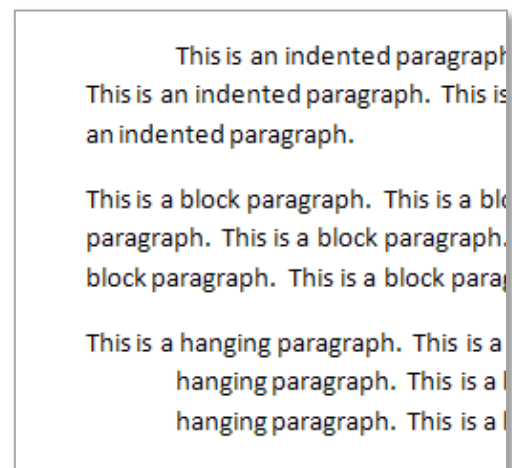 This is an indented paragraph
This is an indented paragraph. This is
an indented paragraph.
This is a block paragraph. This is a
paragraph. This is a block paragraph.
block paragraph. This is a block
This is a hanging paragraph. This is a
hanging paragraph. This is a
hanging paragraph. This is a